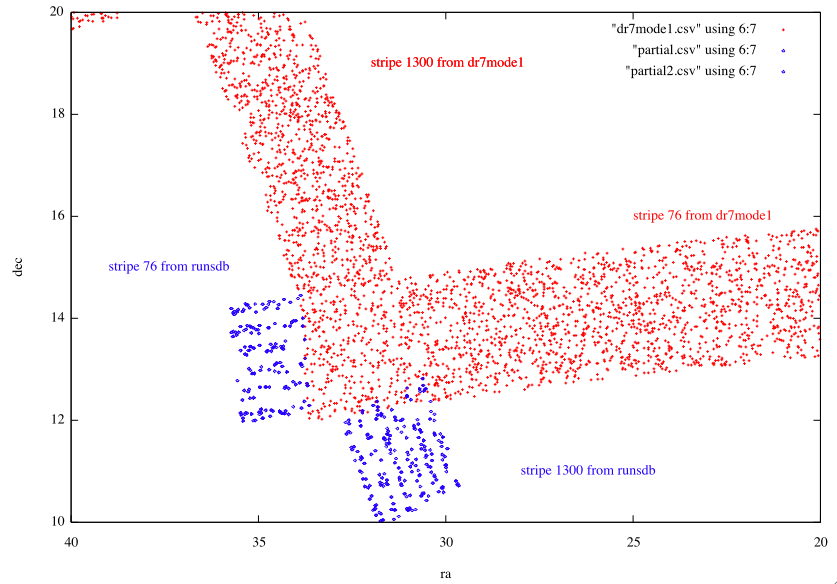 20
"dr7mode1.csv" using 6:7
"partial.csv" using 6:7
"partial2.csv" using 6:7
stripe 1300 from dr7mode1
18
16
stripe 76 from dr7mode1
dec
stripe 76 from runsdb
14
12
stripe 1300 from runsdb
10
40
35
30
25
20
ra